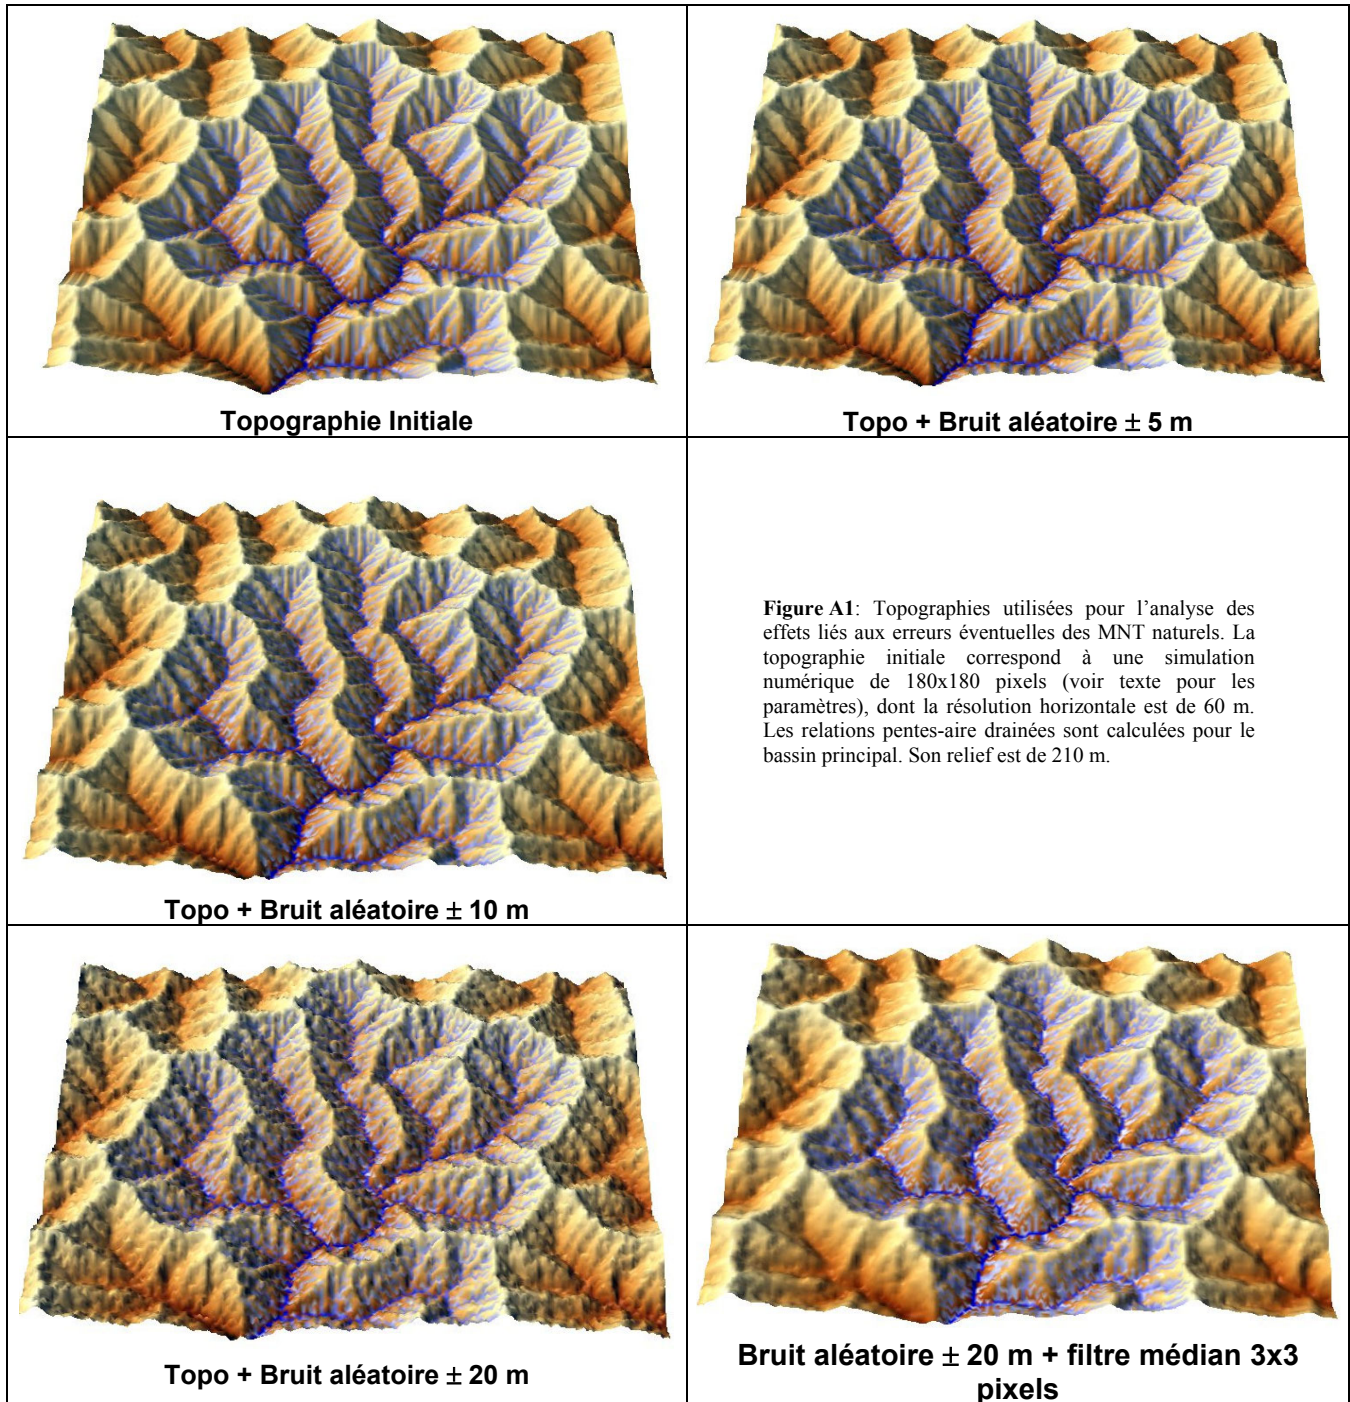 Topographie Initiale
Topo + Bruit aléatoire ± 5 m
Topo + Bruit aléatoire ± 10 m
Figure A1: Topographies utilisées pour l'analyse des
effets liés aux erreurs éventuelles des MNT naturels. La
topographie initiale correspond à une simulation
numérique de 180x180 pixels (voir texte pour les
paramètres), dont la résolution horizontale est de 60 m.
Les relations pentes-aire drainées sont calculées pour le
bassin principal. Son relief est de 210 m.
Topo + Bruit aléatoire ± 20 m
Bruit aléatoire ± 20 m + filtre médian 3x3
pixels